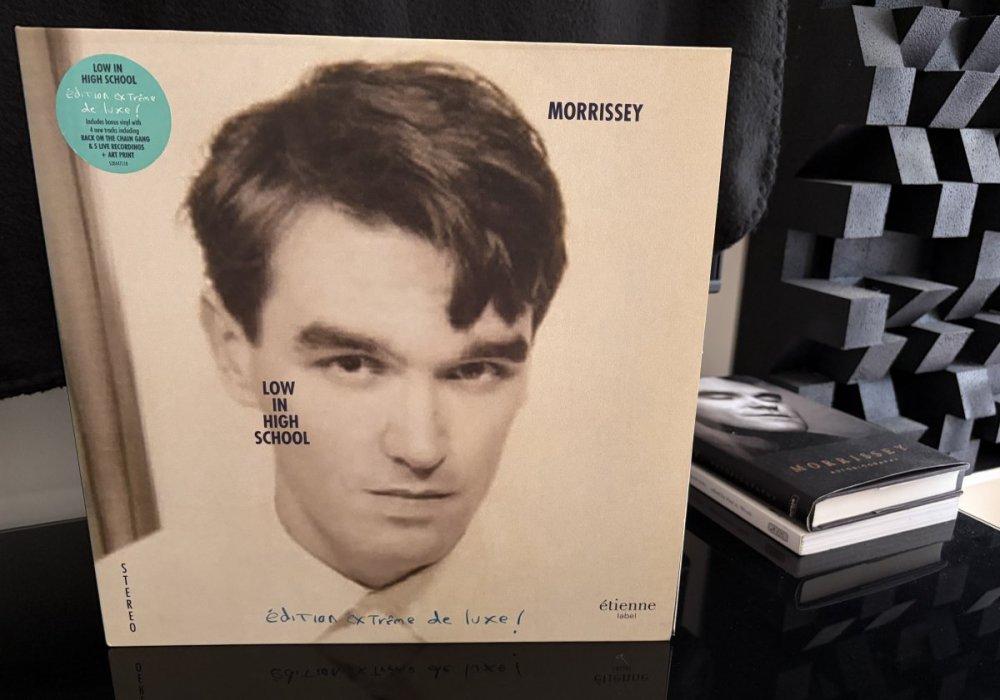 LOW IN
HIGH SCHOOL
édition extrême
de luxe!
Includes bonus vinyl with
4 new tracks including
BACK ON THE CHAIN GANG
& 5 LIVE RECORDINGS
+ ART PRINT
MORRISSEY
LOW
IN
HIGH
SCHOOL
STEREO
édition extrême de luxe!
étienne
label
MORRISSEY
AUTOBIOGRAPHY